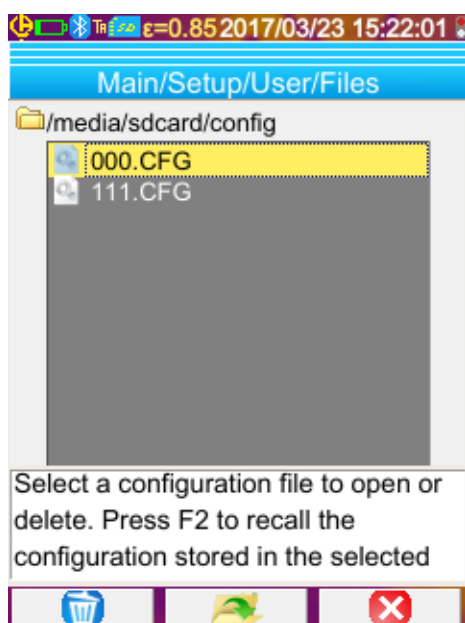 ε=0.85 2017/03/23 15:22:01
Main/Setup/User/Files
/media/sdcard/config
000.CFG
111.CFG
Select a configuration file to open or
delete. Press F2 to recall the
configuration stored in the selected